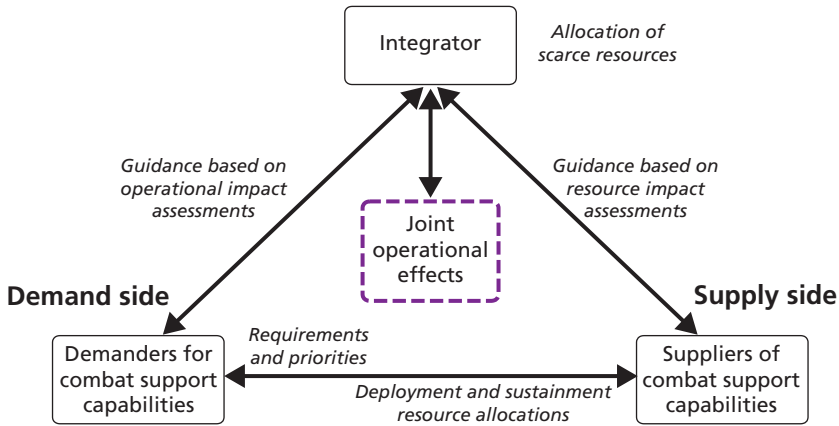 Integrator
Allocation of
scarce resources
Guidance based on
operational impact
assessments
Guidance based on
resource impact
assessments
Joint
operational
effects
Demand side
Supply side
Demanders for
combat support
capabilities
Requirements
and priorities
Deployment and sustainment
resource allocations
Suppliers of
combat support
capabilities